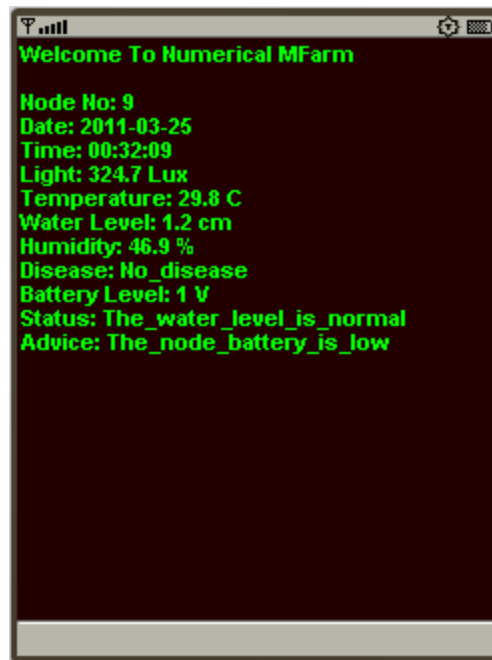 Welcome To Numerical MFarm
Node No: 9
Date: 2011-03-25
Time: 00:32:09
Light: 324.7 Lux
Temperature: 29.8 C
Water Level: 1.2 cm
Humidity: 46.9 %
Disease: No_disease
Battery Level: 1 V
Status: The_water_level_is_normal
Advice: The_node_battery_is_low